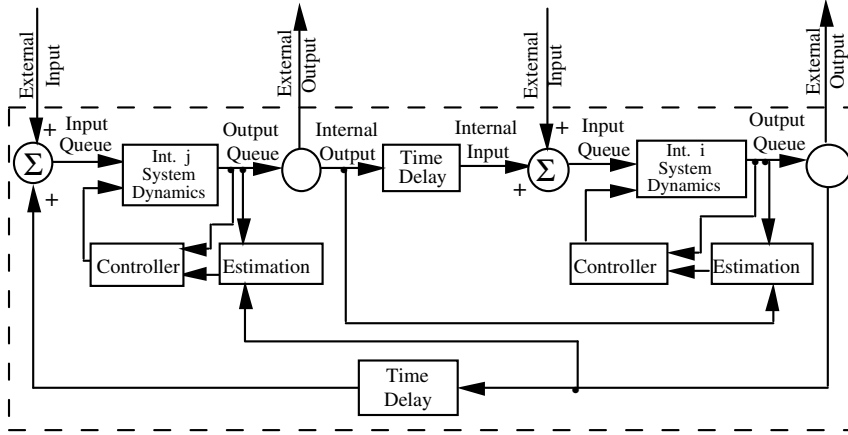 External
Input
External
Output
External
Input
External
Output
+
Input
Queue
Σ
+
Int. j
System
Dynamics
Output
Queue
Internal
Output
Time
Delay
Internal
Input
+
Input
Queue
Σ
+
Int. i
System
Dynamics
Output
Queue
Controller
Estimation
Controller
Estimation
Time
Delay